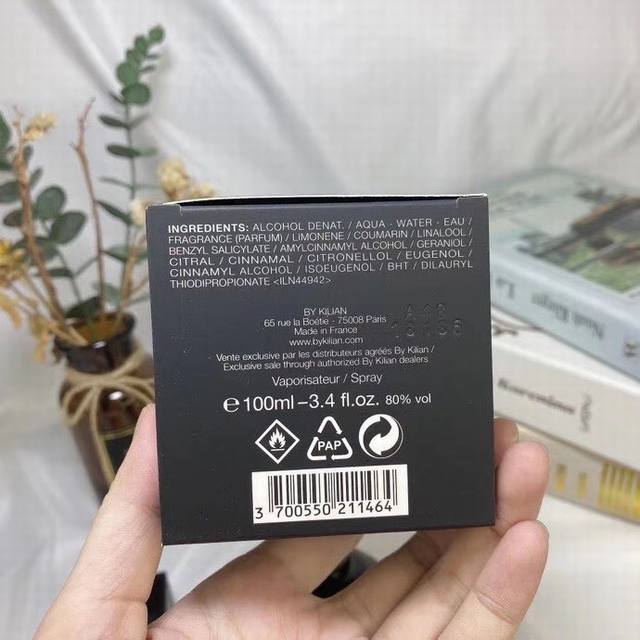 INGREDIENTS: ALCOHOL DENAT. / AQUA - WATER - EAU /
FRAGRANCE (PARFUM) / LIMONENE / COUMARIN / LINALOOL /
BENZYL SALICYLATE / AMYLCINNAMYL ALCOHOL / GERANIOL /
CITRAL / CINNAMAL / CITRONELLOL / EUGENOL /
CINNAMYL ALCOHOL / ISOEUGENOL / BHT / DILAURYL
THIODIPROPIONATE <ILN44942>
BY KILIAN
65 rue la Boétie - 75008 Paris
Made in France
www.bykilian.com
Vente exclusive par les distributeurs agréés By Kilian /
Exclusive sale through authorized By Kilian dealers
Vaporisateur / Spray
℮ 100ml – 3.4 fl.oz. 80% vol
PAP
3 700550 211464